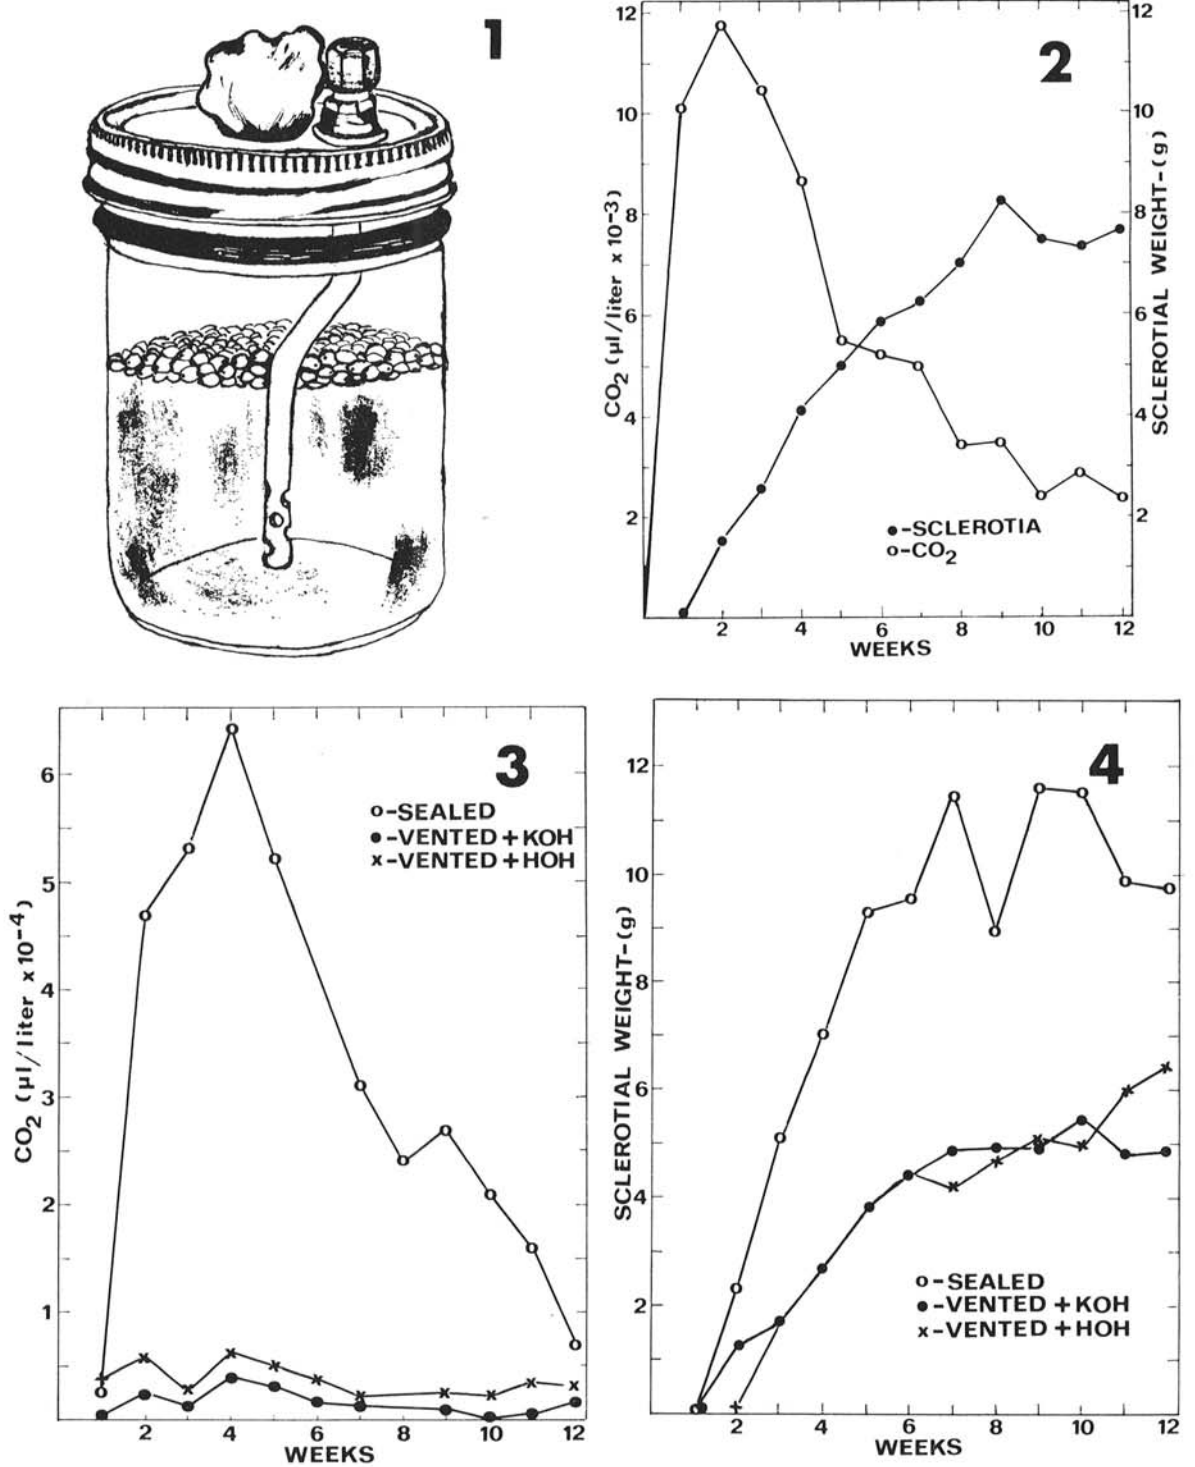 1
2
12
10
8
6
4
2
CO2 (µl/liter x 10-3)
12
10
8
6
4
2
SCLEROTIAL WEIGHT-(g)
●-SCLEROTIA
o-CO2
2 4 6 8 10 12
WEEKS
3
6
5
4
3
2
1
CO2 (µl/liter x10-4)
o-SEALED
●-VENTED+KOH
x-VENTED+HOH
2 4 6 8 10 12
WEEKS
4
12
10
8
6
4
2
SCLEROTIAL WEIGHT-(g)
o-SEALED
●-VENTED+KOH
x-VENTED+HOH
2 4 6 8 10 12
WEEKS